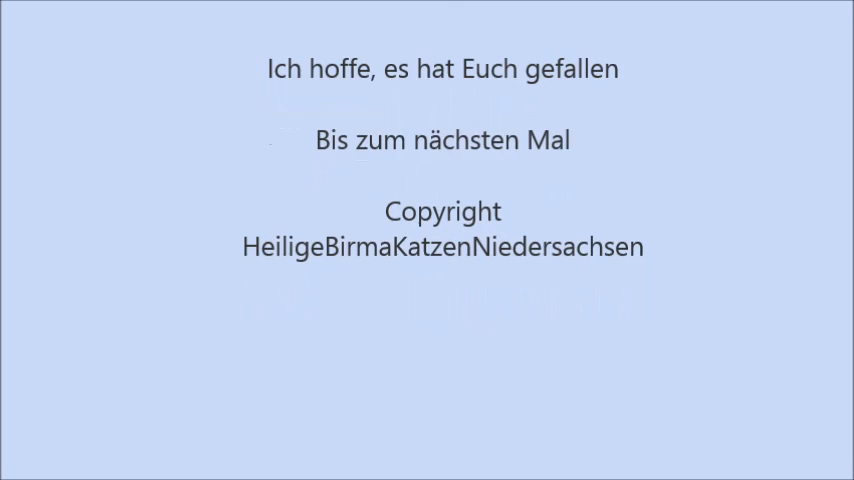 Ich hoffe, es hat Euch gefallen
Bis zum nächsten Mal
Copyright
HeiligeBirmaKatzenNiedersachsen